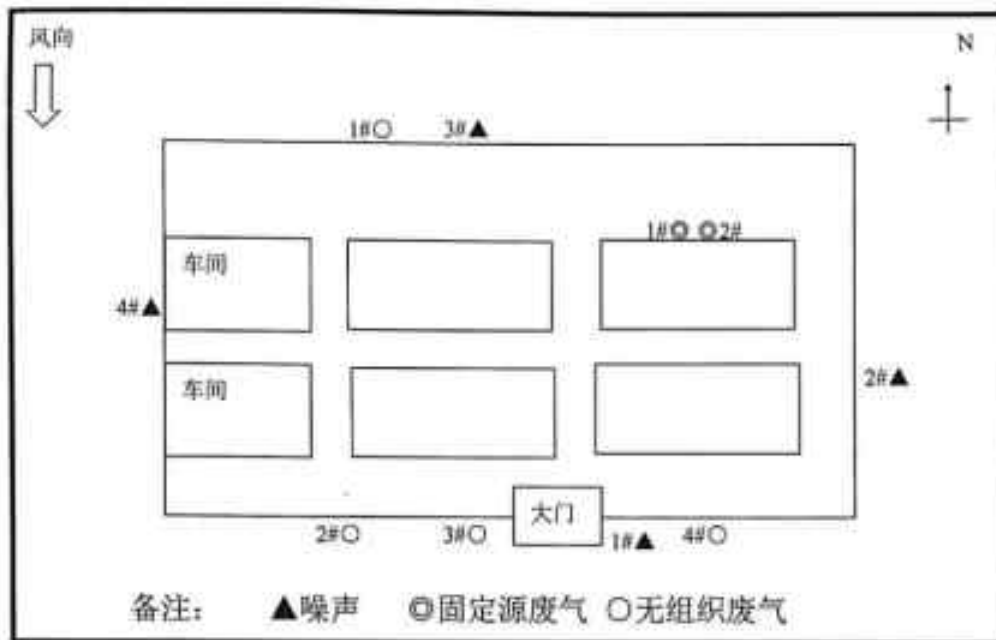 风向
N
1#○ 3#▲
1#◎ ◎2#
车间
4#▲
2#▲
车间
大门
2#○ 3#○ 1#▲ 4#○
备注： ▲噪声 ◎固定源废气 ○无组织废气